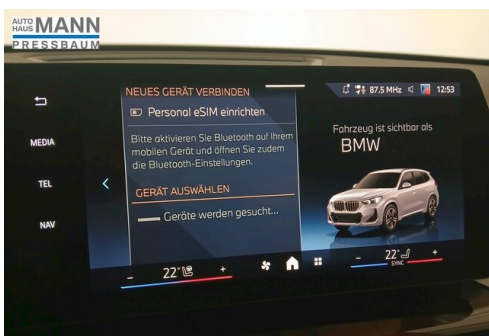 AUTO
HAUS MANN
PRESSBAUM
NEUES GERÄT VERBINDEN
87.5 MHz
12:53
Personal eSIM einrichten
Bitte aktivieren Sie Bluetooth auf Ihrem
mobilen Gerät und öffnen Sie zudem
die Bluetooth-Einstellungen.
GERÄT AUSWÄHLEN
Geräte werden gesucht...
Fahrzeug ist sichtbar als
BMW
MEDIA
TEL
NAV
- 22° +
- 22° +
SYNC